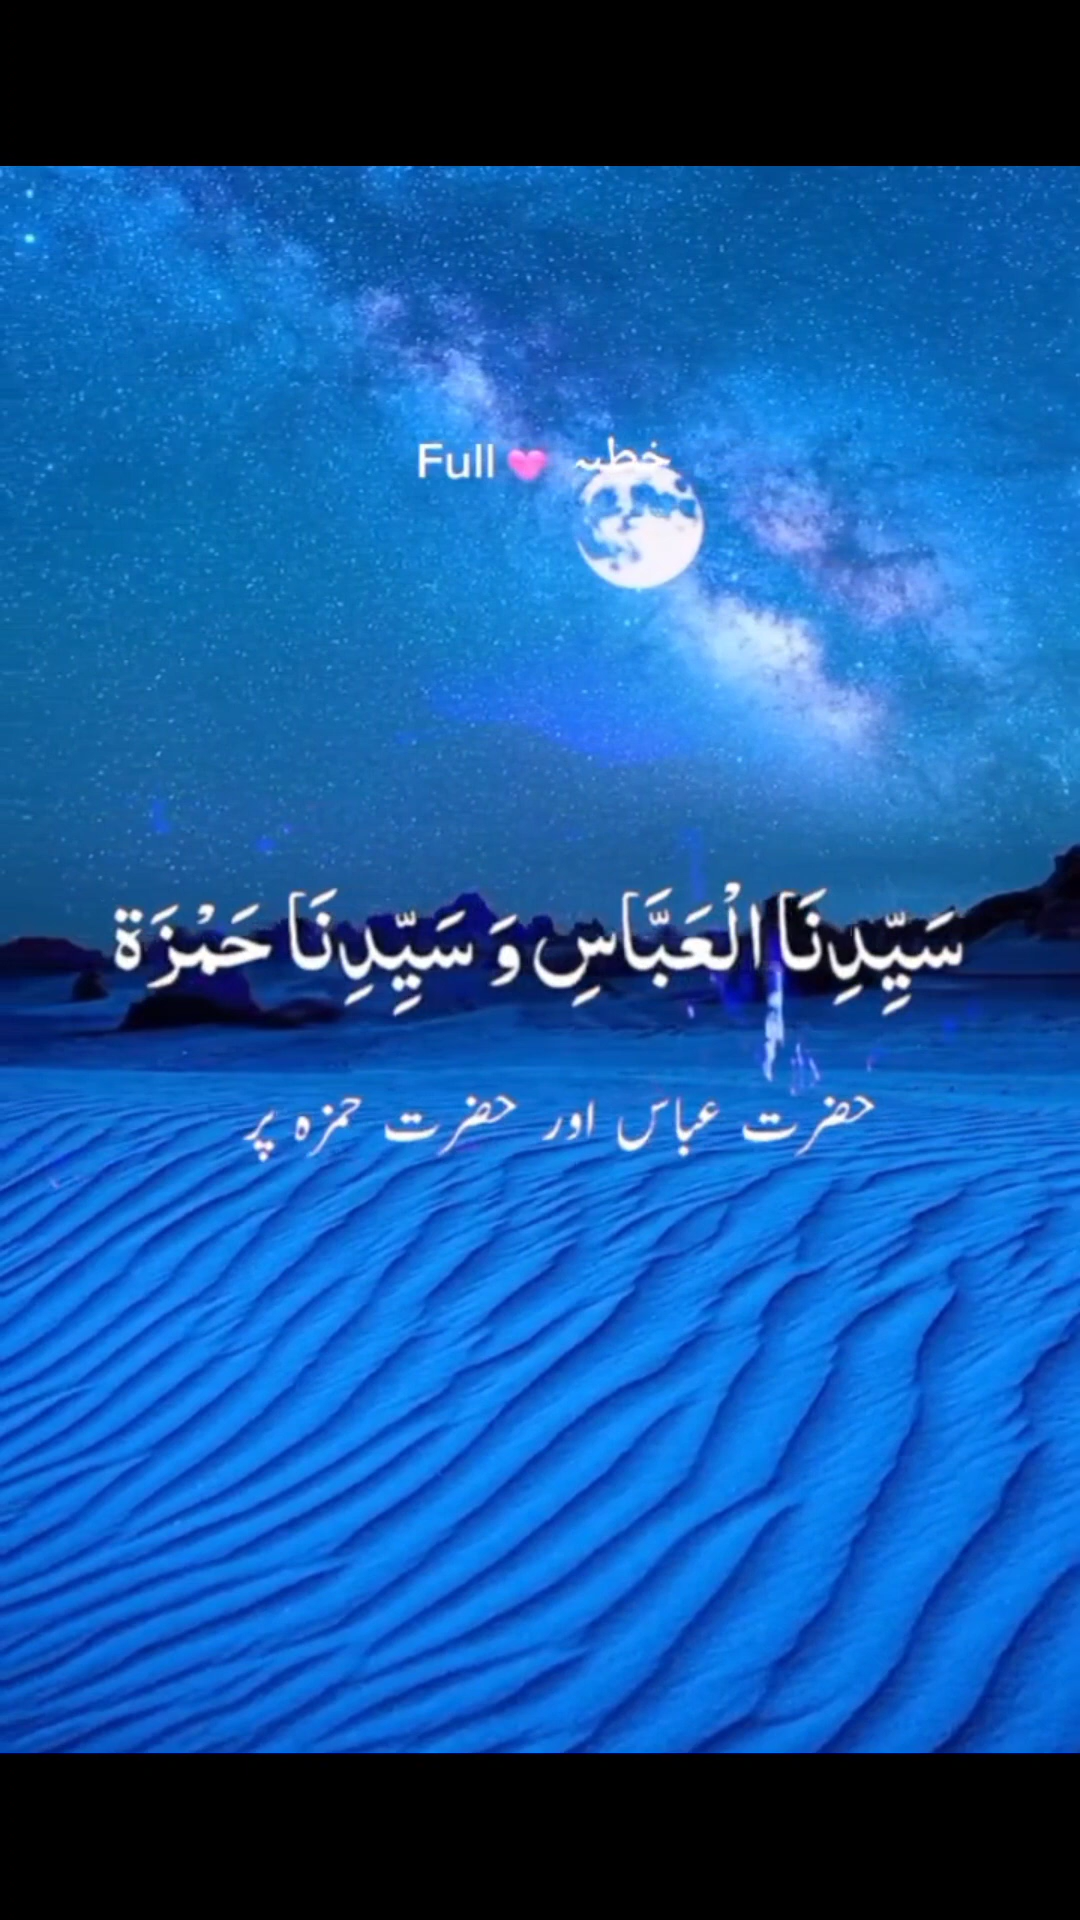 Full 💗 خطبہ
سَيِّدِنَا الْعَبَّاسِ وَ سَيِّدِنَا حَمْزَة
حضرت عباس اور حضرت حمزہ پر